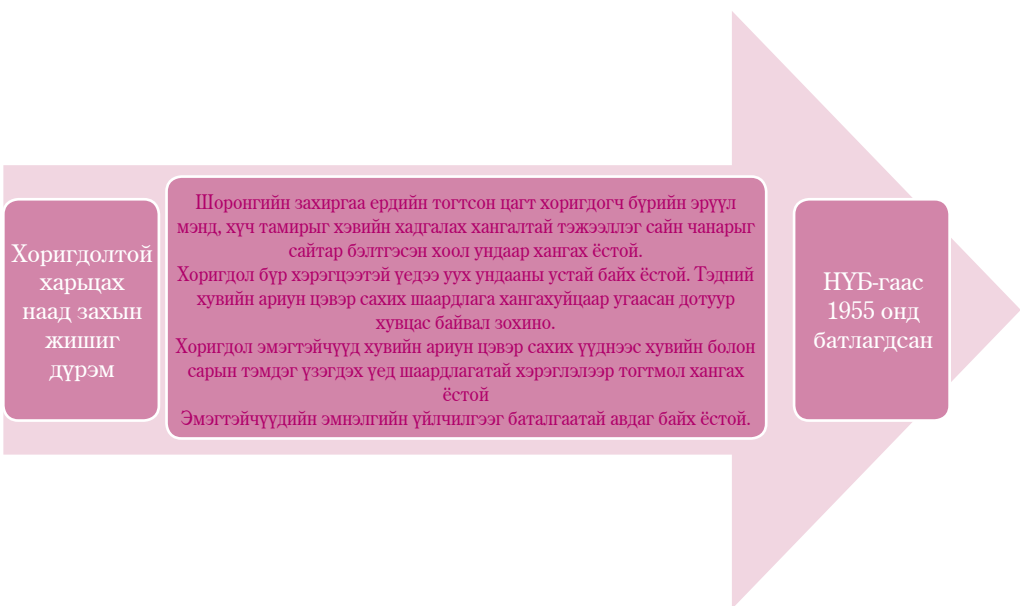 Хоригдолтой
харьцах
наад захын
жишиг
дүрэм
Шоронгийн захиргаа ердийн тогтсон цагт хоригдогч бүрийн эрүүл
мэнд, хүч тамирыг хэвийн хадгалах хангалтай тэжээллэг сайн чанарыг
сайтар бэлтгэсэн хоол ундаар хангах ёстой.
Хоригдол бүр хэрэгцээтэй үедээ уух ундааны устай байх ёстой. Тэдний
хувийн ариун цэвэр сахих шаардлага хангахуйцаар угаасан дотуур
хувцас байвал зохино.
Хоригдол эмэгтэйчүүд хувийн ариун цэвэр сахих үүднээс хувийн болон
сарын тэмдэг үзэгдэх үед шаардлагатай хэрэглэлээр тогтмол хангах
ёстой
Эмэгтэйчүүдийн эмнэлгийн үйлчилгээг баталгаатай авдаг байх ёстой.
НҮБ-гаас
1955 онд
батлагдсан